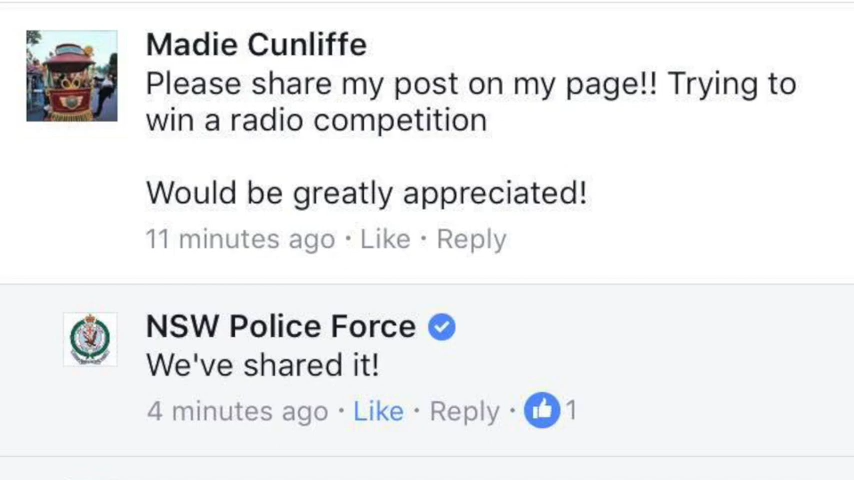 Madie Cunliffe
Please share my post on my page!! Trying to
win a radio competition
Would be greatly appreciated!
11 minutes ago · Like · Reply
NSW Police Force
We've shared it!
4 minutes ago · Like · Reply · 1